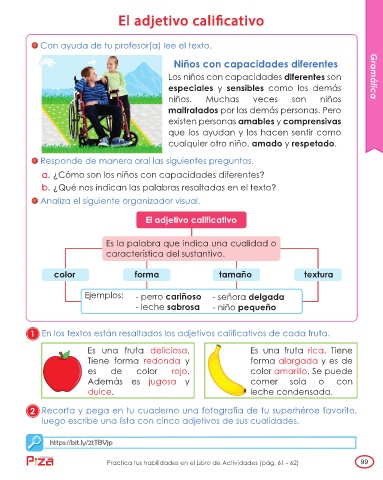 El adjetivo calificativo
Con ayuda de tu profesor(a) lee el texto.
Niños con capacidades diferentes
Los niños con capacidades diferentes son
especiales y sensibles como los demás
niños. Muchas veces son niños
maltratados por las demás personas. Pero
existen personas amables y comprensivas
que los ayudan y los hacen sentir como
cualquier otro niño, amado y respetado.
Gramática
Responde de manera oral las siguientes preguntas.
a. ¿Cómo son los niños con capacidades diferentes?
b. ¿Qué nos indican las palabras resaltadas en el texto?
Analiza el siguiente organizador visual.
El adjetivo calificativo
Es la palabra que indica una cualidad o
característica del sustantivo.
color forma tamaño textura
Ejemplos: - perro cariñoso - señora delgada
- leche sabrosa - niño pequeño
1 En los textos están resaltados los adjetivos calificativos de cada fruta.
Es una fruta deliciosa.
Tiene forma redonda y
es de color rojo.
Además es jugosa y
dulce.
Es una fruta rica. Tiene
forma alargada y es de
color amarillo. Se puede
comer sola o con
leche condensada.
2 Recorta y pega en tu cuaderno una fotografía de tu superhéroe favorito,
luego escribe una lista con cinco adjetivos de sus cualidades.
https://bit.ly/2tTBVjp
Pizza
Practica tus habilidades en el Libro de Actividades (pág. 61 - 62)
99